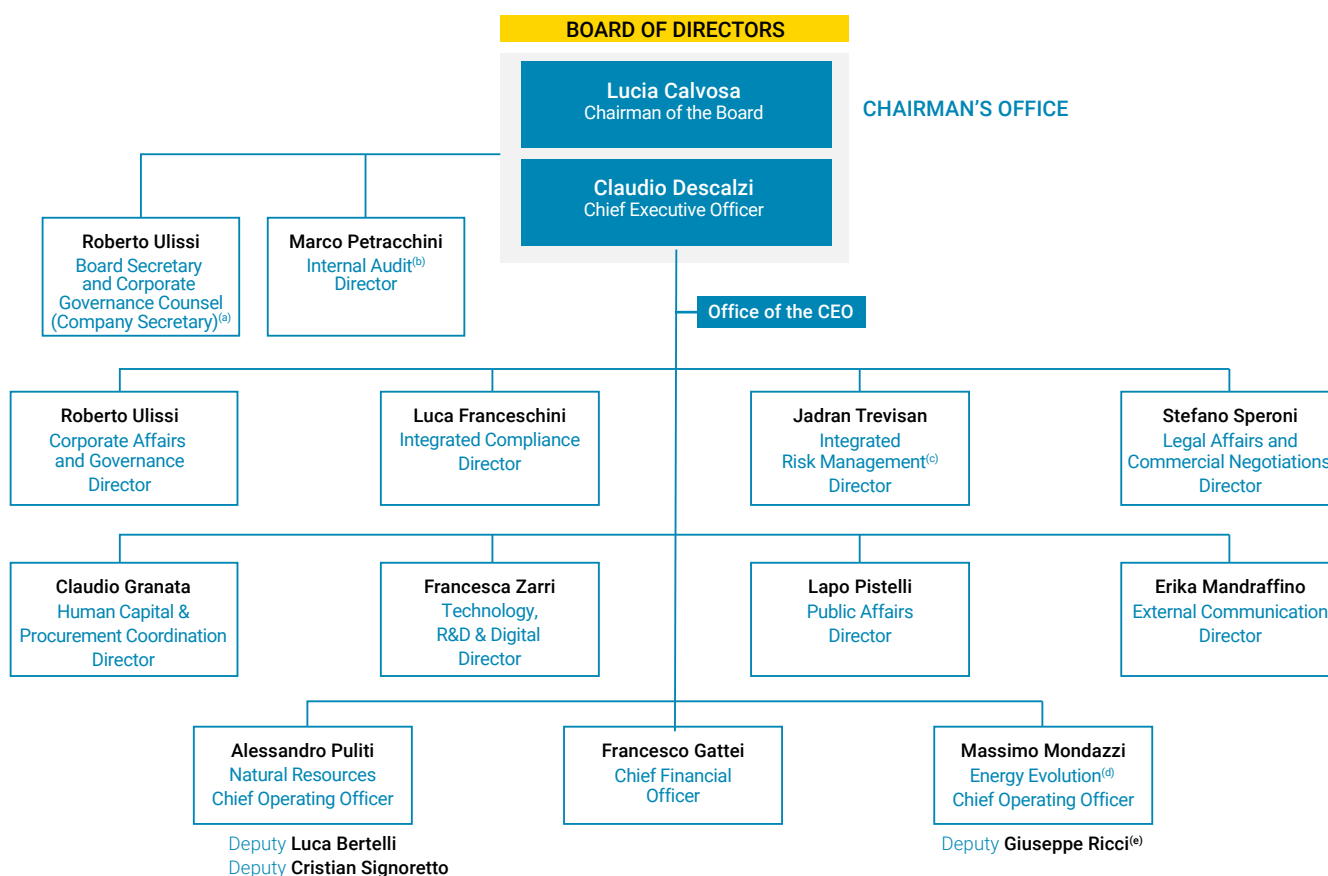 BOARD OF DIRECTORS
Lucia Calvosa
Chairman of the Board
CHAIRMAN'S OFFICE
Claudio Descalzi
Chief Executive Officer
Roberto Ulissi
Board Secretary
and Corporate
Governance Counsel
(Company Secretary)(a)
Marco Petracchini
Internal Audit(b)
Director
Office of the CEO
Roberto Ulissi
Corporate Affairs
and Governance
Director
Luca Franceschini
Integrated Compliance
Director
Jadran Trevisan
Integrated
Risk Management(c)
Director
Stefano Speroni
Legal Affairs and
Commercial Negotiations
Director
Claudio Granata
Human Capital &
Procurement Coordination
Director
Francesca Zarri
Technology,
R&D & Digital
Director
Lapo Pistelli
Public Affairs
Director
Erika Mandraffino
External Communication
Director
Alessandro Puliti
Natural Resources
Chief Operating Officer
Deputy Luca Bertelli
Deputy Cristian Signoretto
Francesco Gattei
Chief Financial
Officer
Massimo Mondazzi
Energy Evolution(d)
Chief Operating Officer
Deputy Giuseppe Ricci(e)